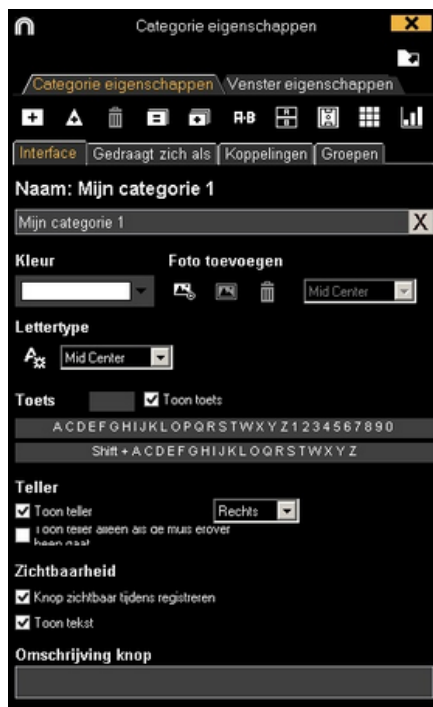 Categorie eigenschappen
X
Categorie eigenschappen Venster eigenschappen
A-B
Interface Gedraagt zich als Koppelingen Groepen
Naam: Mijn categorie 1
Mijn categorie 1 X
Kleur Foto toevoegen
Mid Center
Lettertype
Mid Center
Toets Toon toets
A C D E F G H I J K L O P Q R S T W X Y Z 1 2 3 4 5 6 7 8 9 0
Shift + A C D E F G H I J K L O Q R S T W X Y Z
Teller
Toon teller Rechts
Toon teller alleen als de muis erover
heen gaat
Zichtbaarheid
Knop zichtbaar tijdens registreren
Toon tekst
Omschrijving knop